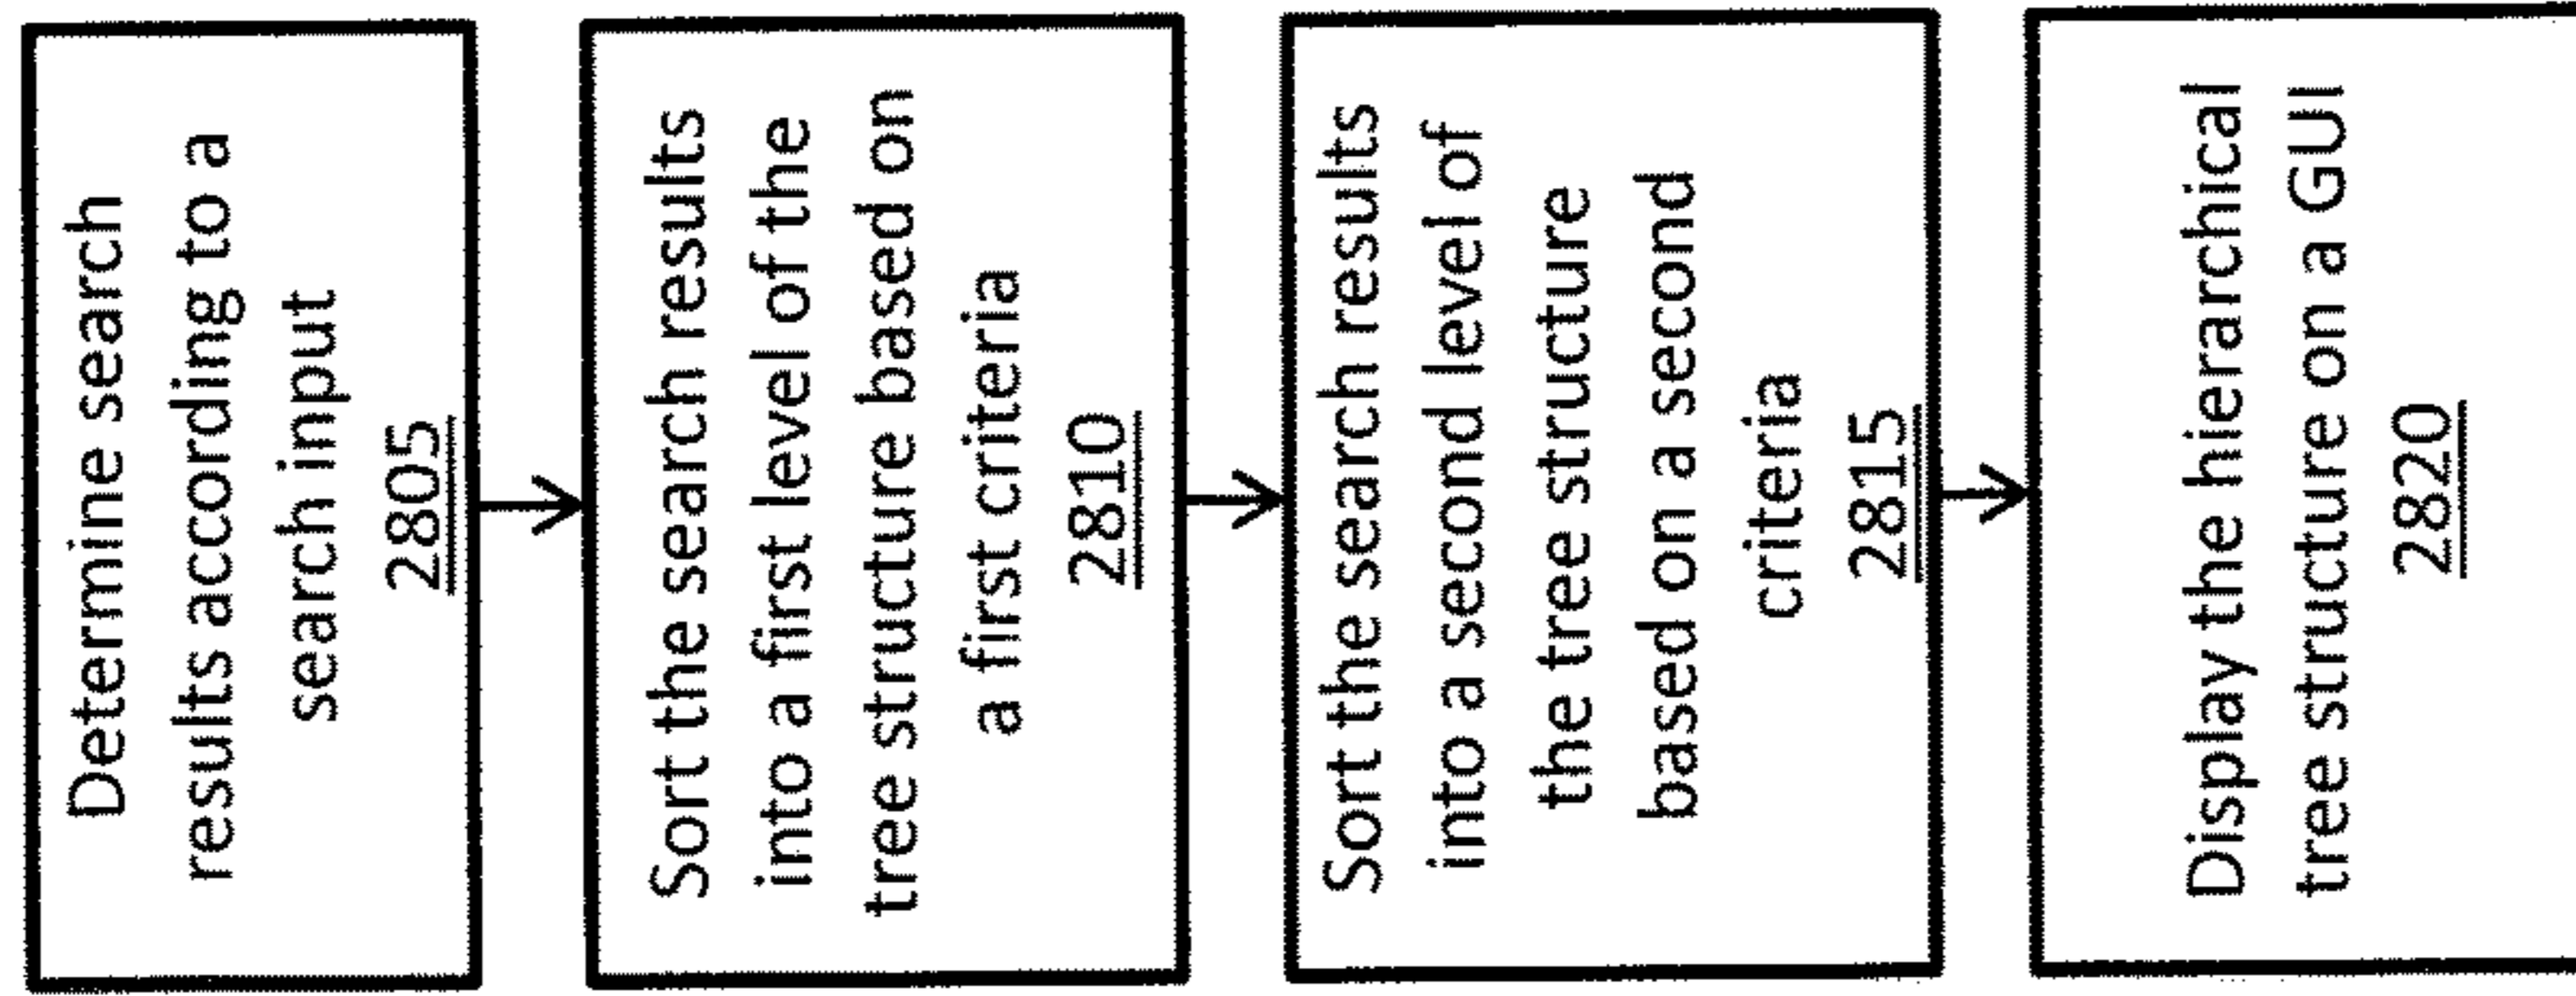 Determine search
results according to a
search input
2805
Sort the search results
into a first level of the
tree structure based on
a first criteria
2810
Sort the search results
into a second level of
the tree structure
based on a second
criteria
2815
Display the hierarchical
tree structure on a GUI
2820